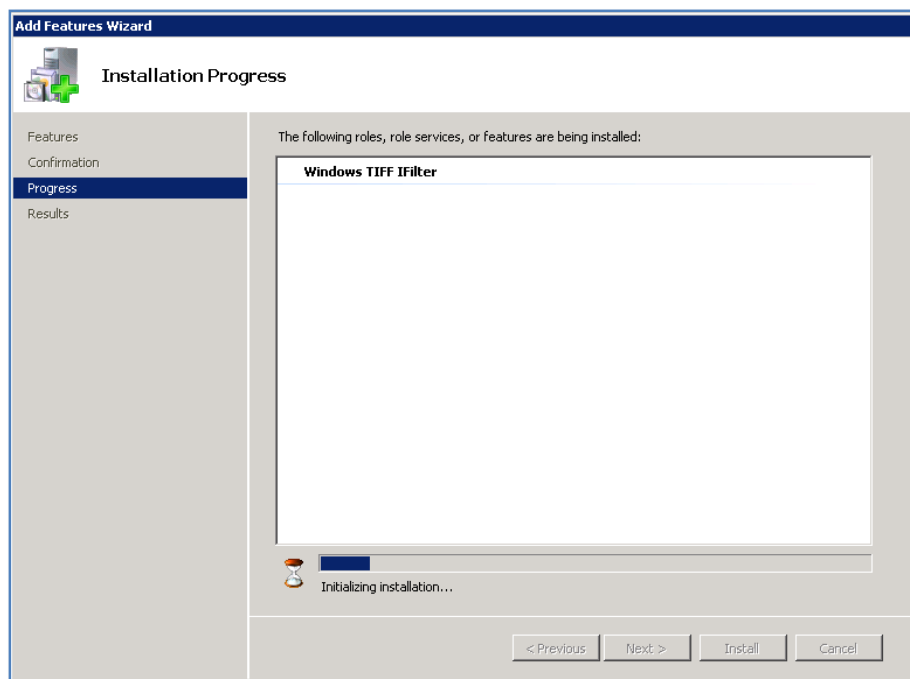 Add Features Wizard
Installation Progress
Features
Confirmation
Progress
Results
The following roles, role services, or features are being installed:
Windows TIFF IFilter
Initializing installation...
< Previous
Next >
Install
Cancel